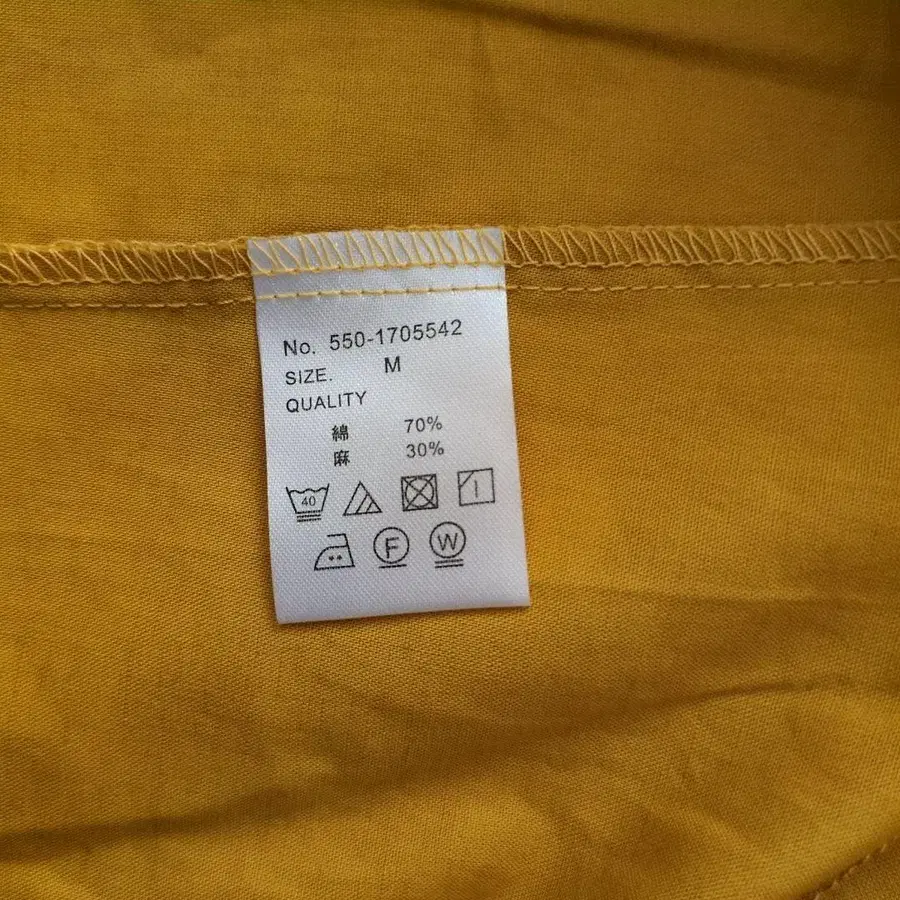 No. 550-1705542
SIZE. M
QUALITY
綿 70%
麻 30%
40
F W